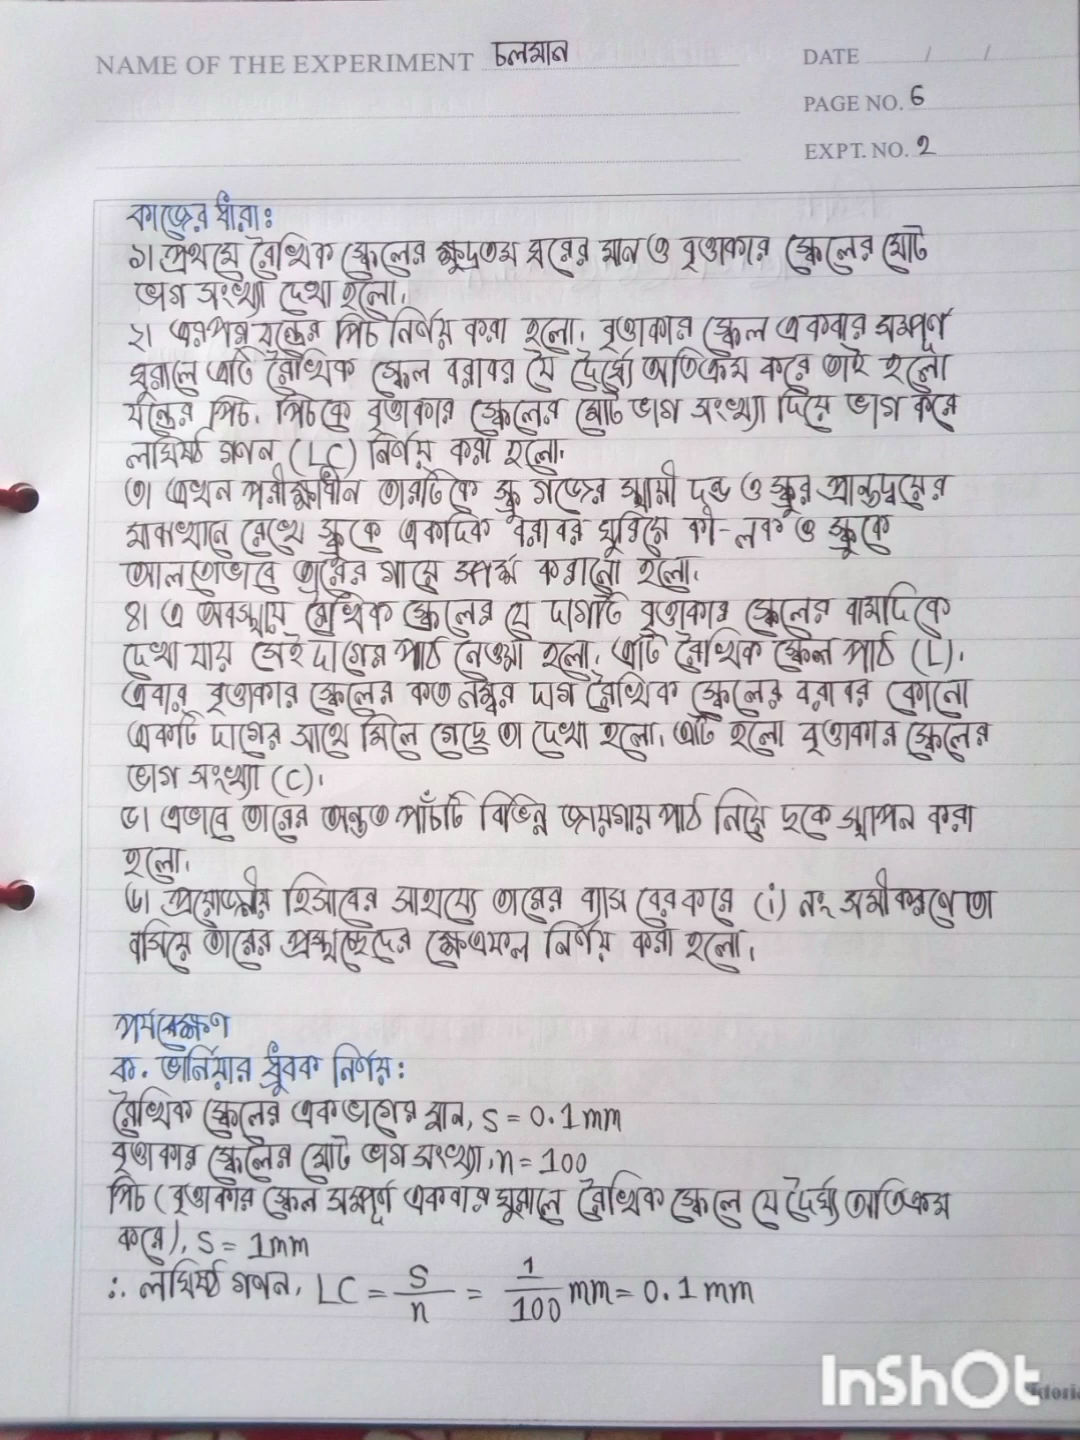 NAME OF THE EXPERIMENT চলমান
DATE / /
PAGE NO. 6
EXPT. NO. 2
কাজের ধারাঃ
১। প্রথমে রৈখিক স্কেলের ক্ষুদ্রতম ঘরের মান ও বৃত্তাকার স্কেলের মোট
ভাগ সংখ্যা দেখা হলো।
২। এরপর যন্ত্রের পিচ নির্ণয় করা হলো। বৃত্তাকার স্কেল একবার সম্পূর্ণ
ঘুরালে এটি রৈখিক স্কেল বরাবর যে দৈর্ঘ্য অতিক্রম করে তাই হলো
যন্ত্রের পিচ। পিচকে বৃত্তাকার স্কেলের মোট ভাগ সংখ্যা দিয়ে ভাগ করে
লঘিষ্ঠ গণন (LC) নির্ণয় করা হলো।
৩। এখন পরীক্ষাধীন তারটিকে স্ক্রু গজের স্থায়ী দন্ড ও স্ক্রুর প্রান্তদ্বয়ের
মাঝখানে রেখে স্ক্রুকে একদিক বরাবর ঘুরিয়ে কী-লক ও স্ক্রুকে
আলতোভাবে তারের গায়ে স্পর্শ করানো হলো।
৪। এ অবস্থায় রৈখিক স্কেলের যে দাগটি বৃত্তাকার স্কেলের বামদিকে
দেখা যায় সেই দাগের পাঠ নেওয়া হলো। এটি রৈখিক স্কেল পাঠ (L)।
এবার বৃত্তাকার স্কেলের কত নম্বর দাগ রৈখিক স্কেলের বরাবর কোনো
একটি দাগের সাথে মিলে গেছে তা দেখা হলো। এটি হলো বৃত্তাকার স্কেলের
ভাগ সংখ্যা (C)।
৫। এভাবে তারের অন্তত পাঁচটি বিভিন্ন জায়গায় পাঠ নিয়ে ছকে স্থাপন করা
হলো।
৬। প্রয়োজনীয় হিসাবের সাহায্যে তারের ব্যাস বের করে (i) নং সমীকরণে তা
বসিয়ে তারের প্রস্থচ্ছেদের ক্ষেত্রফল নির্ণয় করা হলো।
পর্যবেক্ষণ
ক. ভার্নিয়ার ধ্রুবক নির্ণয়:
রৈখিক স্কেলের একভাগের মান, S = 0.1mm
বৃত্তাকার স্কেলের মোট ভাগ সংখ্যা, n = 100
পিচ (বৃত্তাকার স্কেল সম্পূর্ণ একবার ঘুরালে রৈখিক স্কেলে যে দৈর্ঘ্য অতিক্রম
করে), S = 1mm
∴ লঘিষ্ঠ গণন, LC = S/n = 1/100 mm = 0.1 mm
InShOt